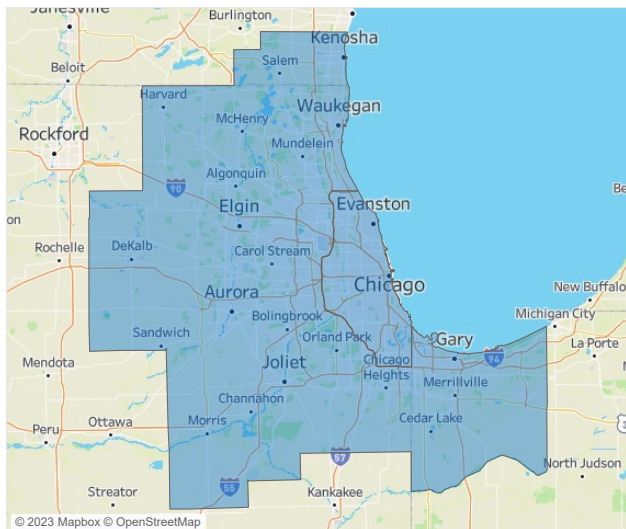 Janesville
Burlington
Kenosha
Beloit
Salem
Harvard
Waukegan
McHenry
Rockford
Mundelein
Algonquin
90
Elgin
Evanston
on
Rochelle
DeKalb
Carol Stream
Chicago
Aurora
New Buffalo
Bolingbrook
Michigan City
Sandwich
Orland Park
Gary
La Porte
Mendota
Joliet
Chicago
Heights
94
Merrillville
Channahon
Ottawa
Morris
Cedar Lake
Peru
57
North Judson
Streator
55
Kankakee
© 2023 Mapbox © OpenStreetMap